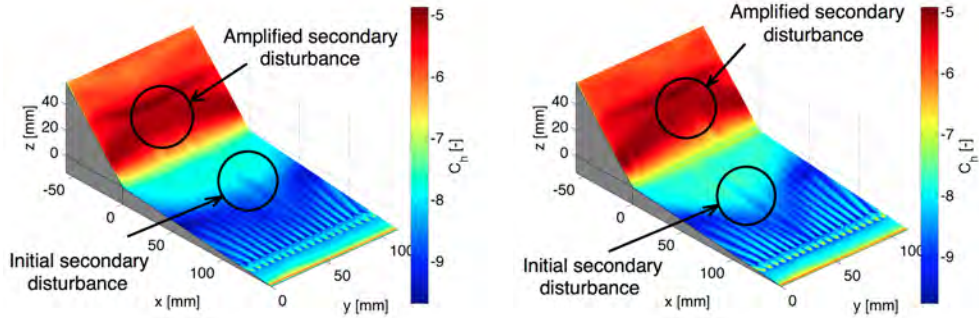 Amplified secondary
disturbance
z [mm]
40
20
0
-50
0
50
100
x [mm]
0
50
100
y [mm]
Initial secondary
disturbance
-5
-6
-7
-8
-9
C_h [-]
Amplified secondary
disturbance
z [mm]
40
20
0
-50
0
50
100
x [mm]
0
50
100
y [mm]
Initial secondary
disturbance
-5
-6
-7
-8
-9
C_h [-]